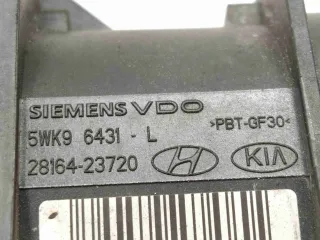 SIEMENS VDO
5WK9 6431 - L >PBT-GF30<
28164-23720 KIA